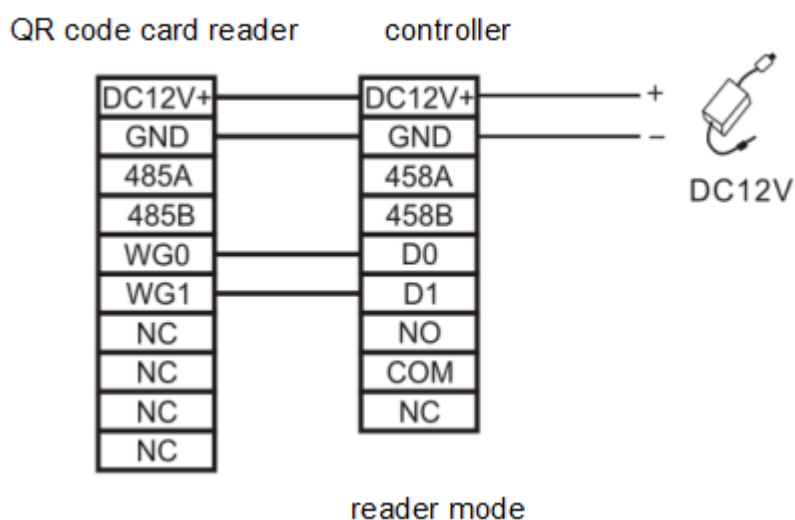 QR code card reader controller
DC12V+ DC12V+ +
GND GND −
485A 458A
DC12V
485B 458B
WG0 D0
WG1 D1
NC NO
NC COM
NC NC
NC
reader mode